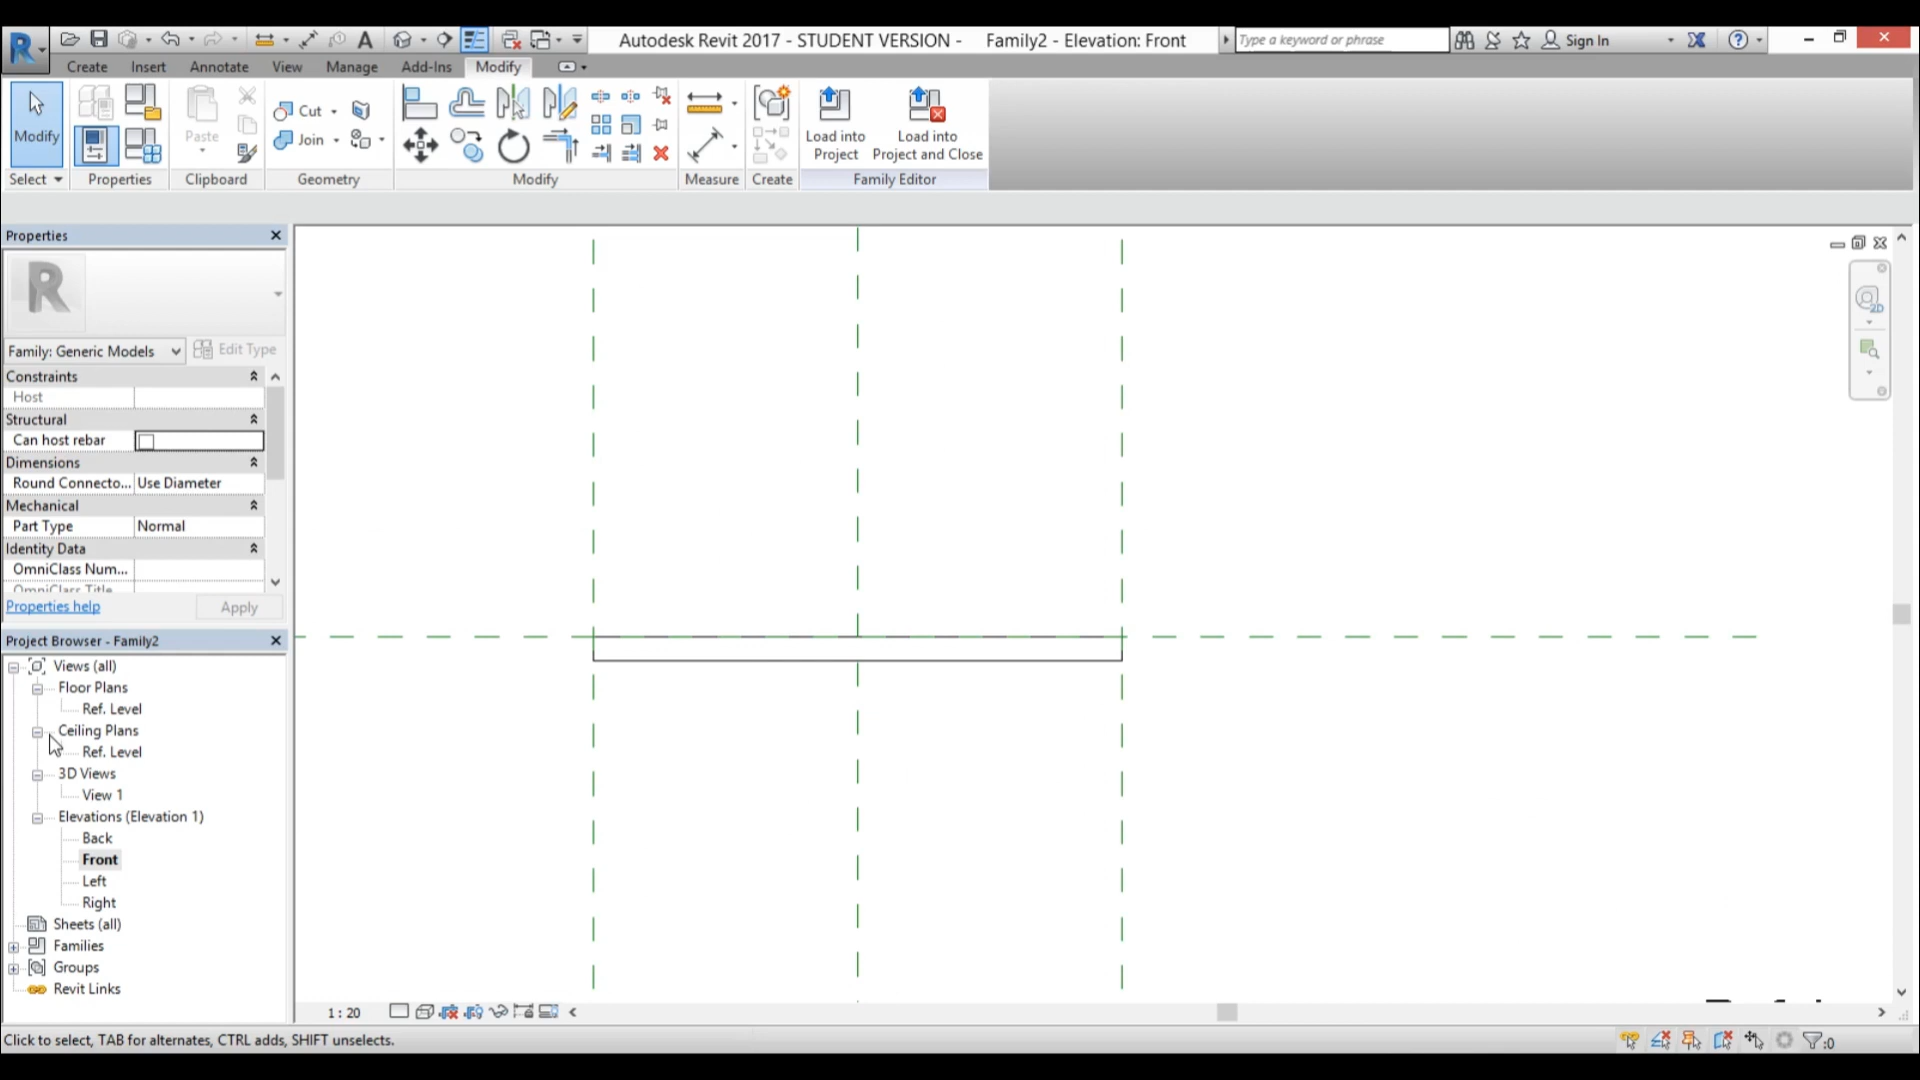 Autodesk Revit 2017 - STUDENT VERSION - Family2 - Elevation: Front
Type a keyword or phrase
Sign In
Create Insert Annotate View Manage Add-Ins Modify
Modify
Paste
Cut
Join
Load into Project
Load into Project and Close
Select Properties Clipboard Geometry Modify Measure Create Family Editor
Properties
Family: Generic Models Edit Type
Constraints
Host
Structural
Can host rebar
Dimensions
Round Connecto... Use Diameter
Mechanical
Part Type Normal
Identity Data
OmniClass Num...
OmniClass Title
Properties help Apply
Project Browser - Family2
Views (all)
Floor Plans
Ref. Level
Ceiling Plans
Ref. Level
3D Views
View 1
Elevations (Elevation 1)
Back
Front
Left
Right
Sheets (all)
Families
Groups
Revit Links
2D
1 : 20
Click to select, TAB for alternates, CTRL adds, SHIFT unselects.
:0